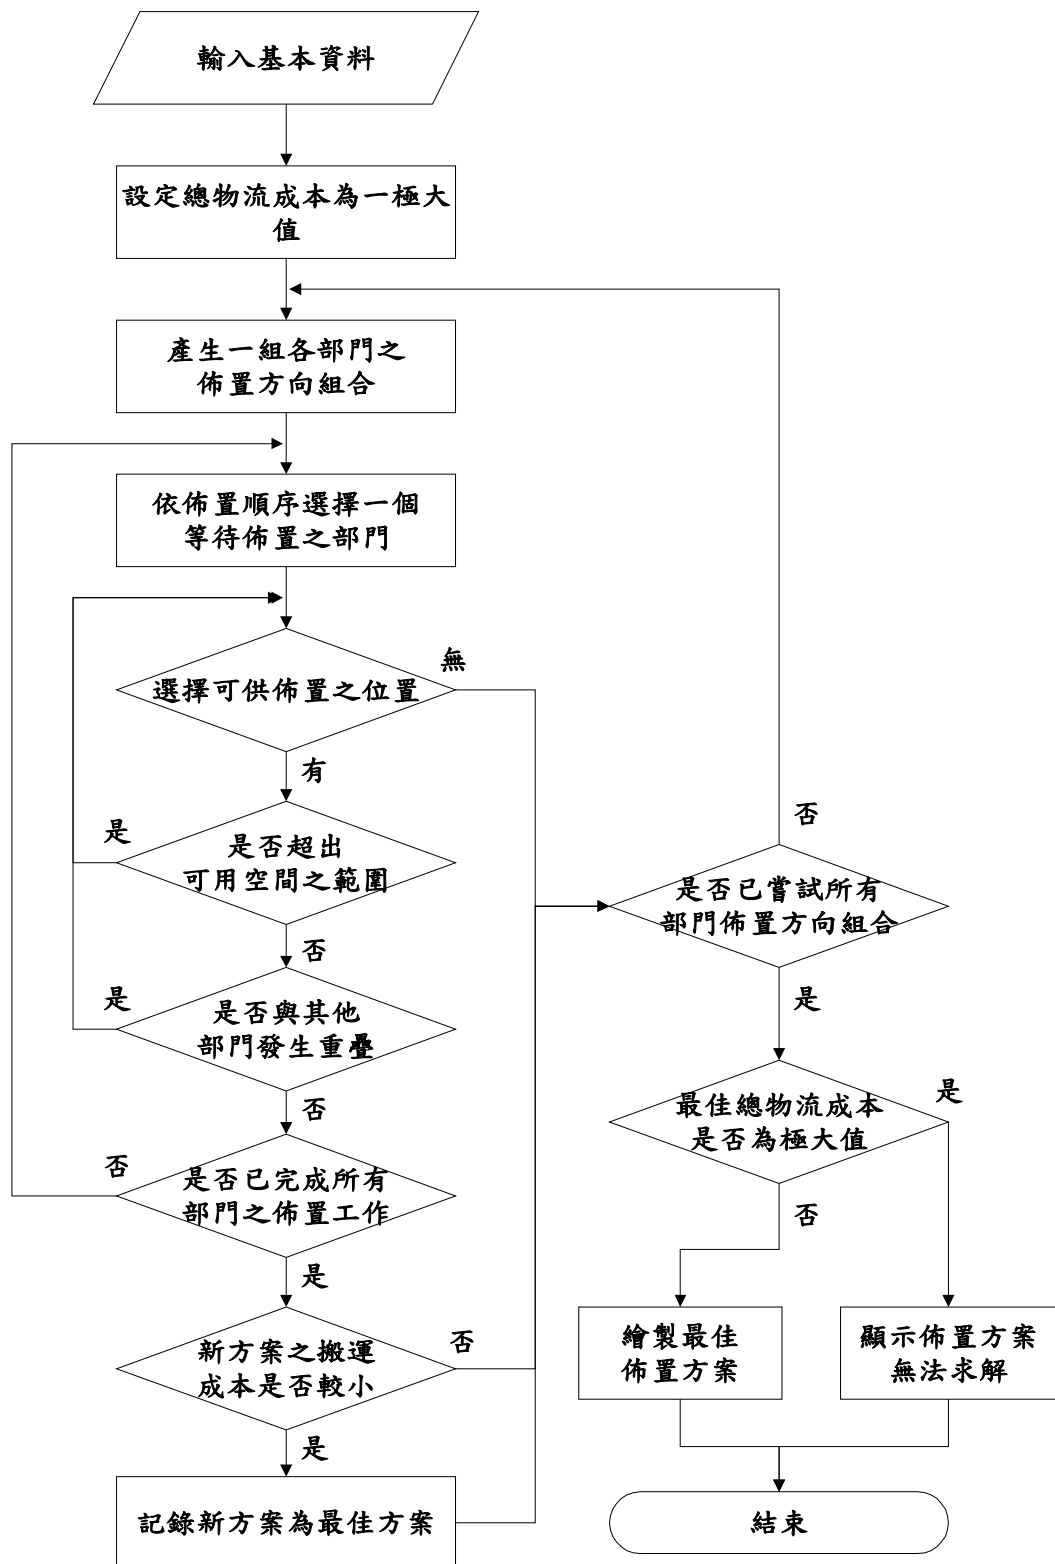 輸入基本資料
設定總物流成本為一極大
值
產生一組各部門之
佈置方向組合
依佈置順序選擇一個
等待佈置之部門
選擇可供佈置之位置
無
有
是否超出
可用空間之範圍
是
否
是否與其他
部門發生重疊
是
否
是否已完成所有
部門之佈置工作
否
是
新方案之搬運
成本是否較小
否
是
記錄新方案為最佳方案
否
是否已嘗試所有
部門佈置方向組合
是
最佳總物流成本
是否為極大值
是
否
繪製最佳
佈置方案
顯示佈置方案
無法求解
結束